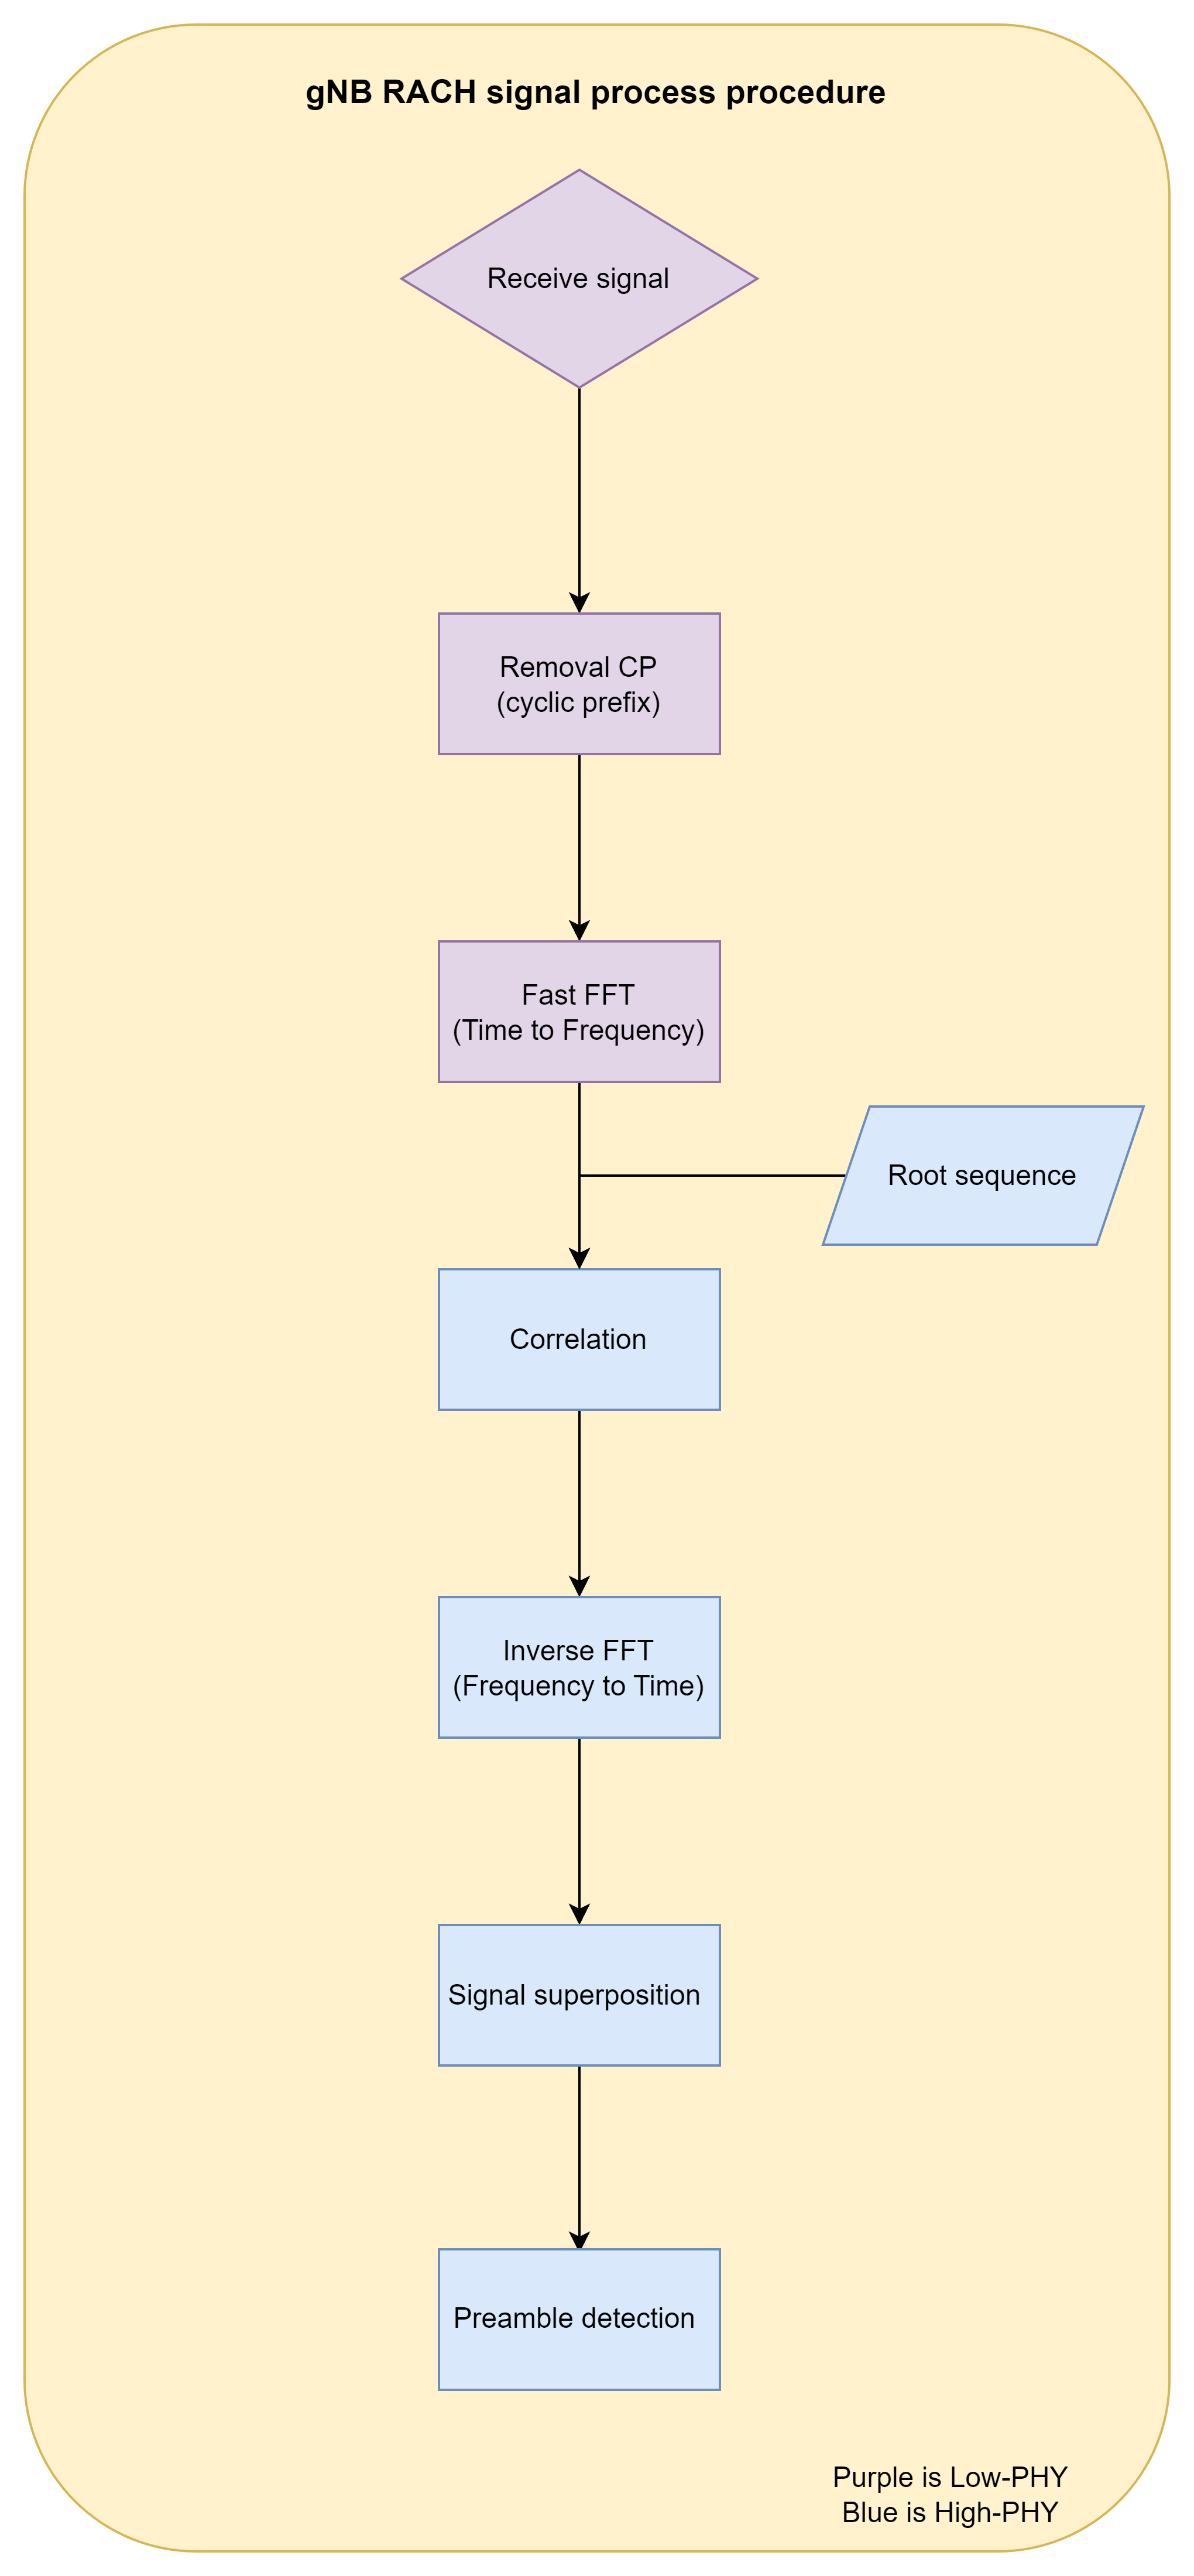 gNB RACH signal process procedure
Receive signal
Removal CP
(cyclic prefix)
Fast FFT
(Time to Frequency)
Root sequence
Correlation
Inverse FFT
(Frequency to Time)
Signal superposition
Preamble detection
Purple is Low-PHY
Blue is High-PHY